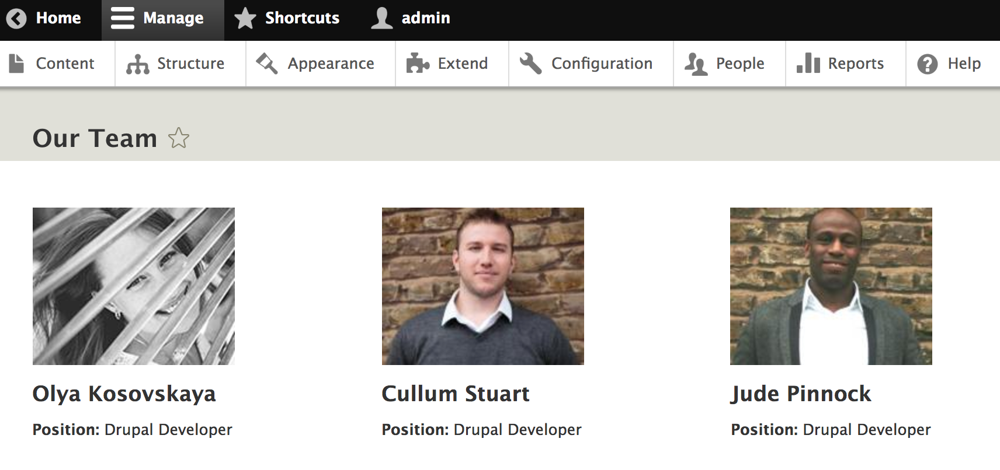 Home Manage Shortcuts admin
Content Structure Appearance Extend Configuration People Reports Help
Our Team
Olya Kosovskaya Cullum Stuart Jude Pinnock
Position: Drupal Developer Position: Drupal Developer Position: Drupal Developer